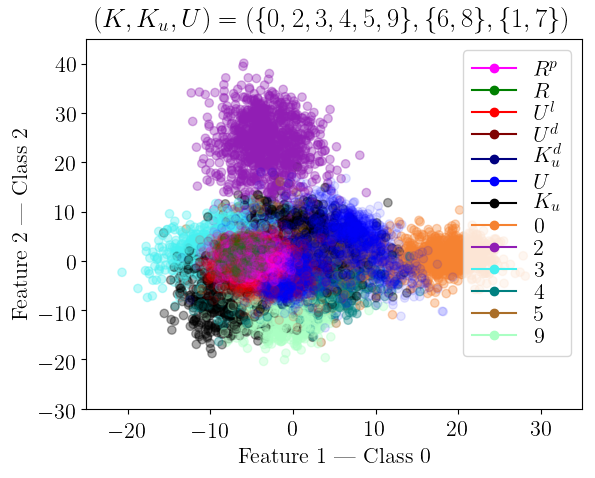 (K, K_u, U) = ({0, 2, 3, 4, 5, 9}, {6, 8}, {1, 7})
40
30
20
10
0
−10
−20
−30
Feature 2 — Class 2
R^p
R
U^l
U^d
K_u^d
U
K_u
0
2
3
4
5
9
−20
−10
0
10
20
30
Feature 1 — Class 0